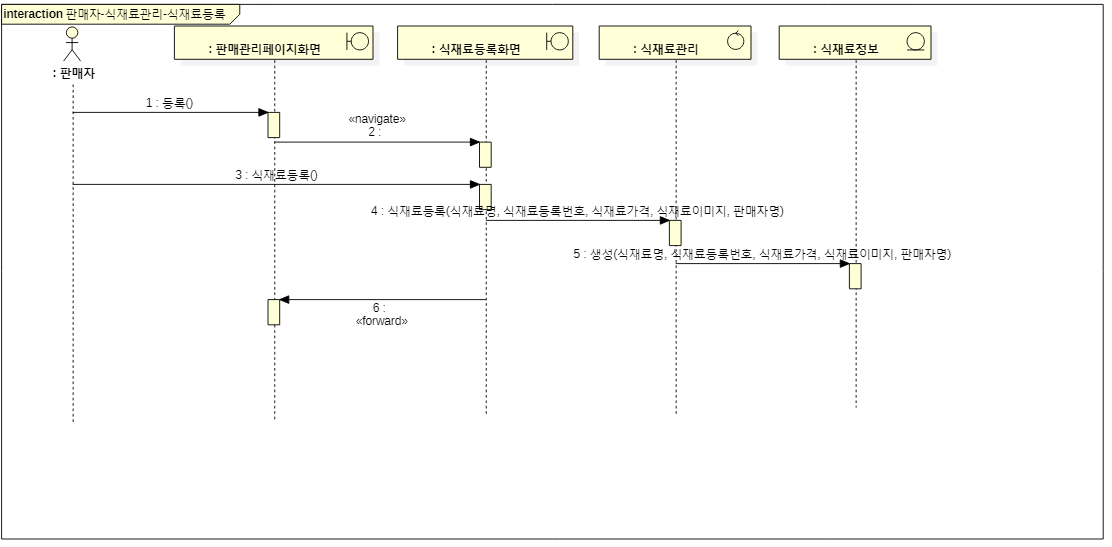 interaction 판매자-식재료관리-식재료등록
: 판매자
: 판매관리페이지화면
: 식재료등록화면
: 식재료관리
: 식재료정보
1 : 등록()
«navigate»
2 :
3 : 식재료등록()
4 : 식재료등록(식재료명, 식재료등록번호, 식재료가격, 식재료이미지, 판매자명)
5 : 생성(식재료명, 식재료등록번호, 식재료가격, 식재료이미지, 판매자명)
6 :
«forward»